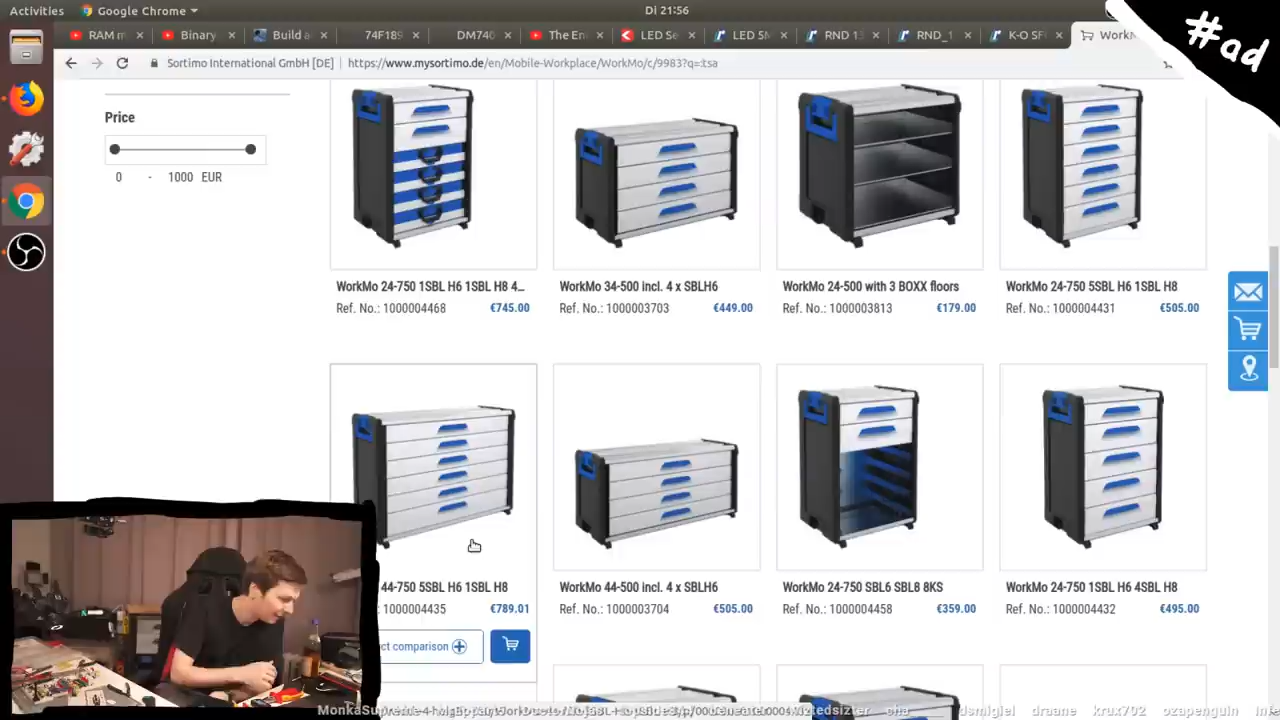 Activities
Google Chrome
Di 21:56
#ad
RAM m
Binary
Build a
74F189
DM740
The En
LED Se
LED 5M
RND 13
RND_1
K-O SF
WorkM
Sortimo International GmbH [DE]
https://www.mysortimo.de/en/Mobile-Workplace/WorkMo/c/9983?q=:tsa
Price
0 - 1000 EUR
WorkMo 24-750 1SBL H6 1SBL H8 4...
Ref. No.: 1000004468 €745.00
WorkMo 34-500 incl. 4 x SBLH6
Ref. No.: 1000003703 €449.00
WorkMo 24-500 with 3 BOXX floors
Ref. No.: 1000003813 €179.00
WorkMo 24-750 5SBL H6 1SBL H8
Ref. No.: 1000004431 €505.00
44-750 5SBL H6 1SBL H8
1000004435 €789.01
ct comparison
WorkMo 44-500 incl. 4 x SBLH6
Ref. No.: 1000003704 €505.00
WorkMo 24-750 SBL6 SBL8 8KS
Ref. No.: 1000004458 €359.00
WorkMo 24-750 1SBL H6 4SBL H8
Ref. No.: 1000004432 €495.00
dsmigiel draane krux702 ozapenguin